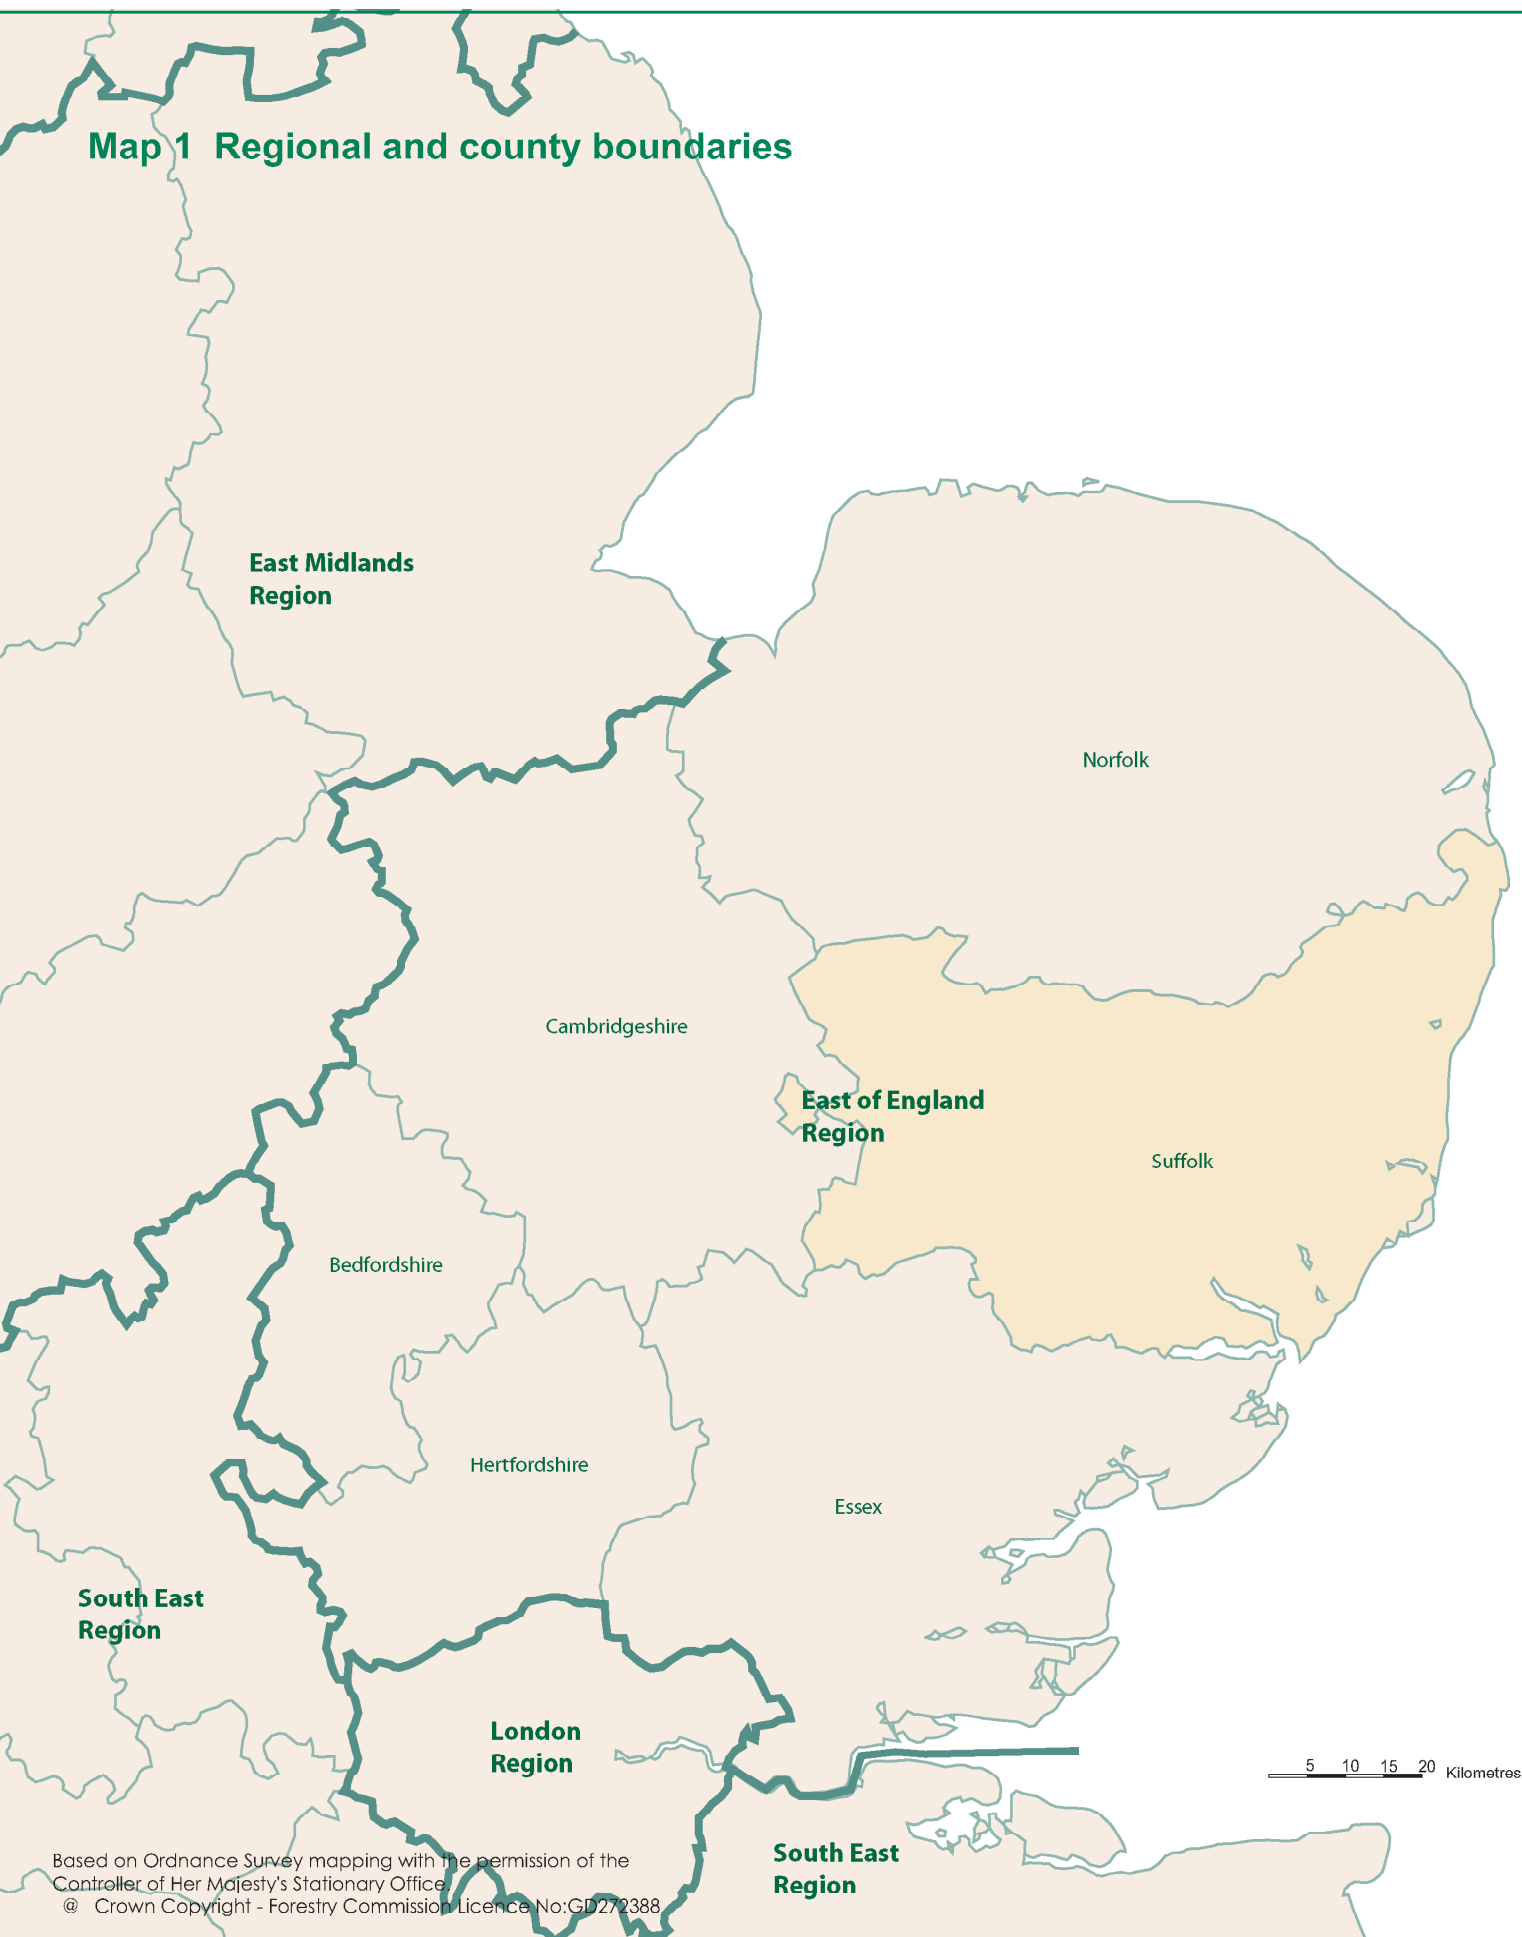 Map 1 Regional and county boundaries
East Midlands
Region
Norfolk
Cambridgeshire
East of England
Region
Suffolk
Bedfordshire
Hertfordshire
Essex
South East
Region
London
Region
5 10 15 20 Kilometres
South East
Region
Based on Ordnance Survey mapping with the permission of the
Controller of Her Majesty's Stationary Office.
@ Crown Copyright - Forestry Commission Licence No:GD272388